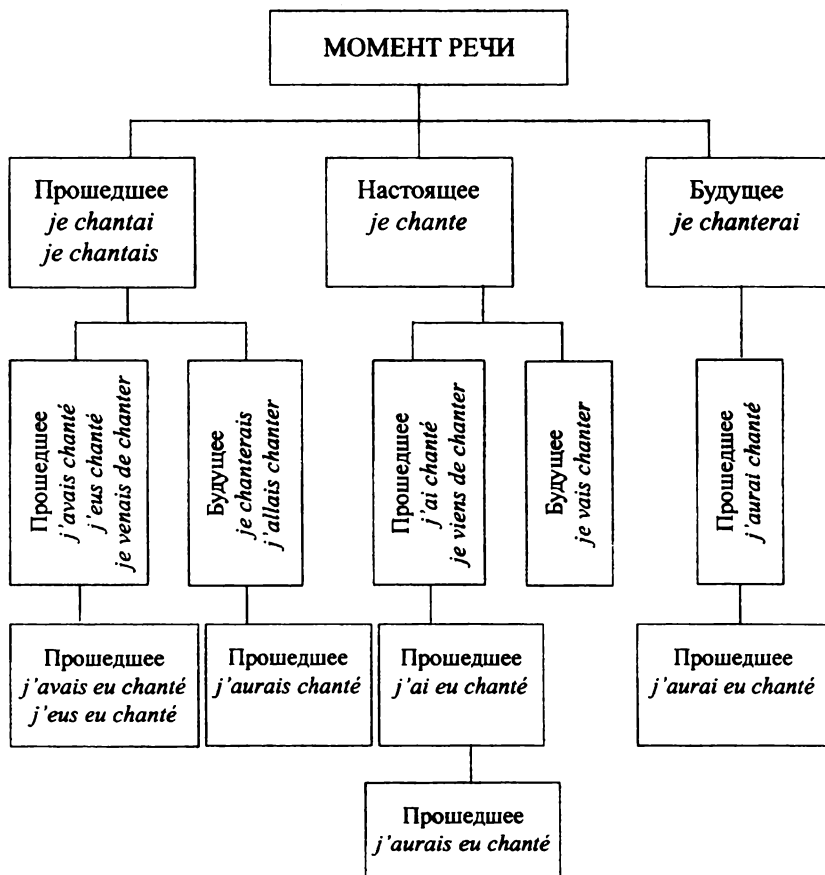 МОМЕНТ РЕЧИ
Прошедшее
je chantai
je chantais
Настоящее
je chante
Будущее
je chanterai
Прошедшее
j'avais chanté
j'eus chanté
je venais de chanter
Будущее
je chanterais
j'allais chanter
Прошедшее
j'ai chanté
je viens de chanter
Будущее
je vais chanter
Прошедшее
j'aurai chanté
Прошедшее
j'avais eu chanté
j'eus eu chanté
Прошедшее
j'aurais chanté
Прошедшее
j'ai eu chanté
Прошедшее
j'aurai eu chanté
Прошедшее
j'aurais eu chanté